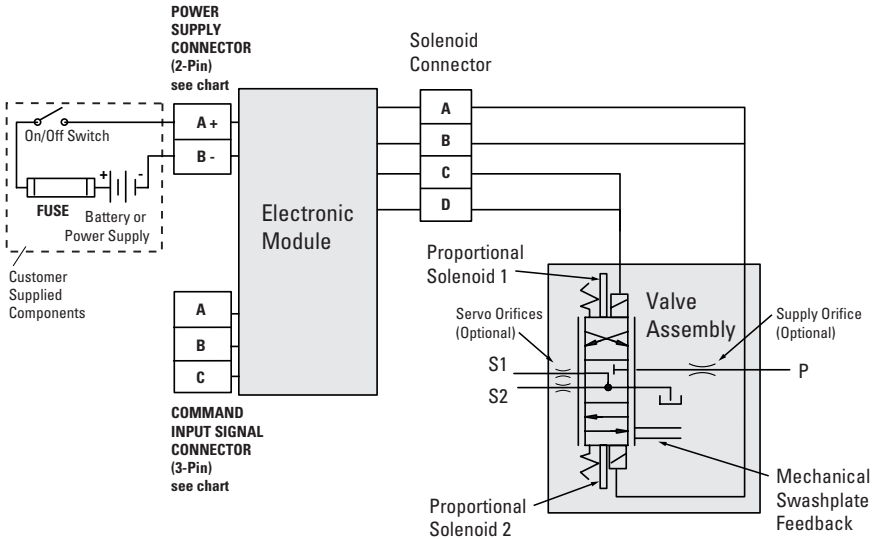 POWER
SUPPLY
CONNECTOR
(2-Pin)
see chart
Solenoid
Connector
On/Off Switch
A +
B -
+
-
FUSE
Battery or
Power Supply
Customer
Supplied
Components
Electronic
Module
A
B
C
D
A
B
C
COMMAND
INPUT SIGNAL
CONNECTOR
(3-Pin)
see chart
Proportional
Solenoid 1
Servo Orifices
(Optional)
Valve
Assembly
Supply Orifice
(Optional)
S1
S2
P
Proportional
Solenoid 2
Mechanical
Swashplate
Feedback